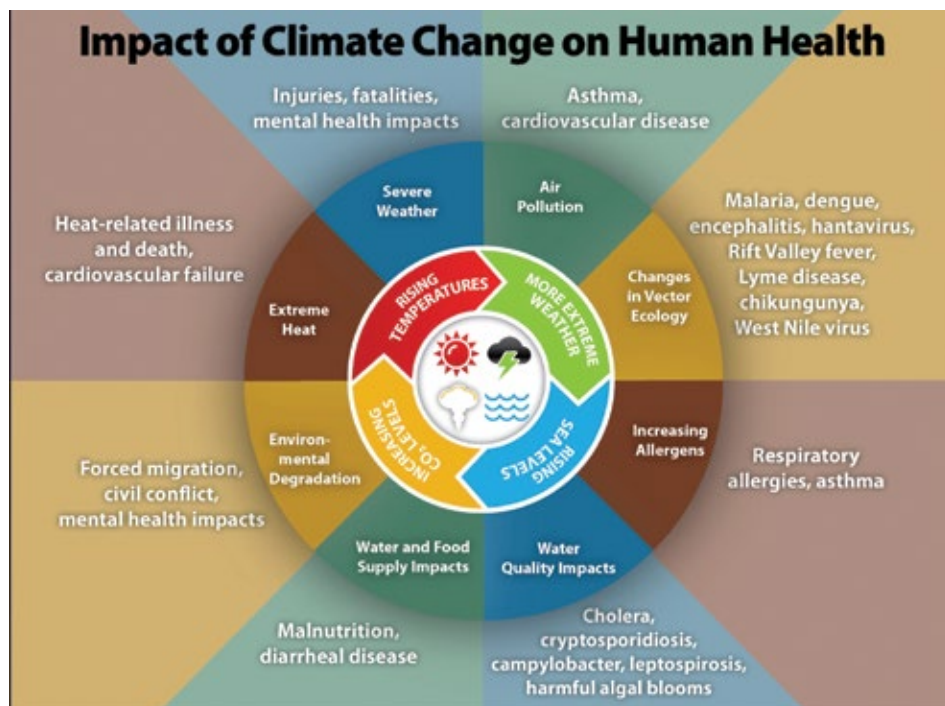 Impact of Climate Change on Human Health
Injuries, fatalities,
mental health impacts
Asthma,
cardiovascular disease
Severe
Weather
Air
Pollution
Heat-related illness
and death,
cardiovascular failure
Malaria, dengue,
encephalitis, hantavirus,
Rift Valley fever,
Lyme disease,
chikungunya,
West Nile virus
Extreme
Heat
RISING
TEMPERATURES
MORE EXTREME
WEATHER
Changes
in Vector
Ecology
Environ-
mental
Degradation
INCREASING
CO₂ LEVELS
RISING
SEA LEVELS
Increasing
Allergens
Forced migration,
civil conflict,
mental health impacts
Respiratory
allergies, asthma
Water and Food
Supply Impacts
Water
Quality Impacts
Malnutrition,
diarrheal disease
Cholera,
cryptosporidiosis,
campylobacter, leptospirosis,
harmful algal blooms